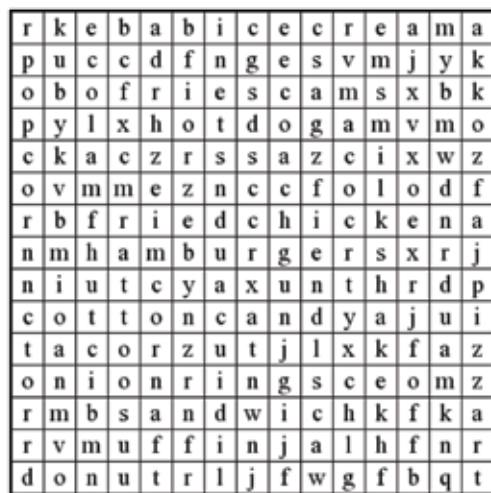 r k e b a b i c e c r e a m a
p u c c d f n g e s v m j y k
o b o f r i e s c a m s x b k
p y l x h o t d o g a m v m o
c k a c z r s s a z c i x w z
o v m m e z n c c f o l o d f
r b f r i e d c h i c k e n a
n m h a m b u r g e r s x r j
n i u t c y a x u n t h r d p
c o t t o n c a n d y a j u i
t a c o r z u t j l x k f a z
o n i o n r i n g s c e o m z
r m b s a n d w i c h k f k a
r v m u f f i n j a l h f n r
d o n u t r l j f w g f b q t